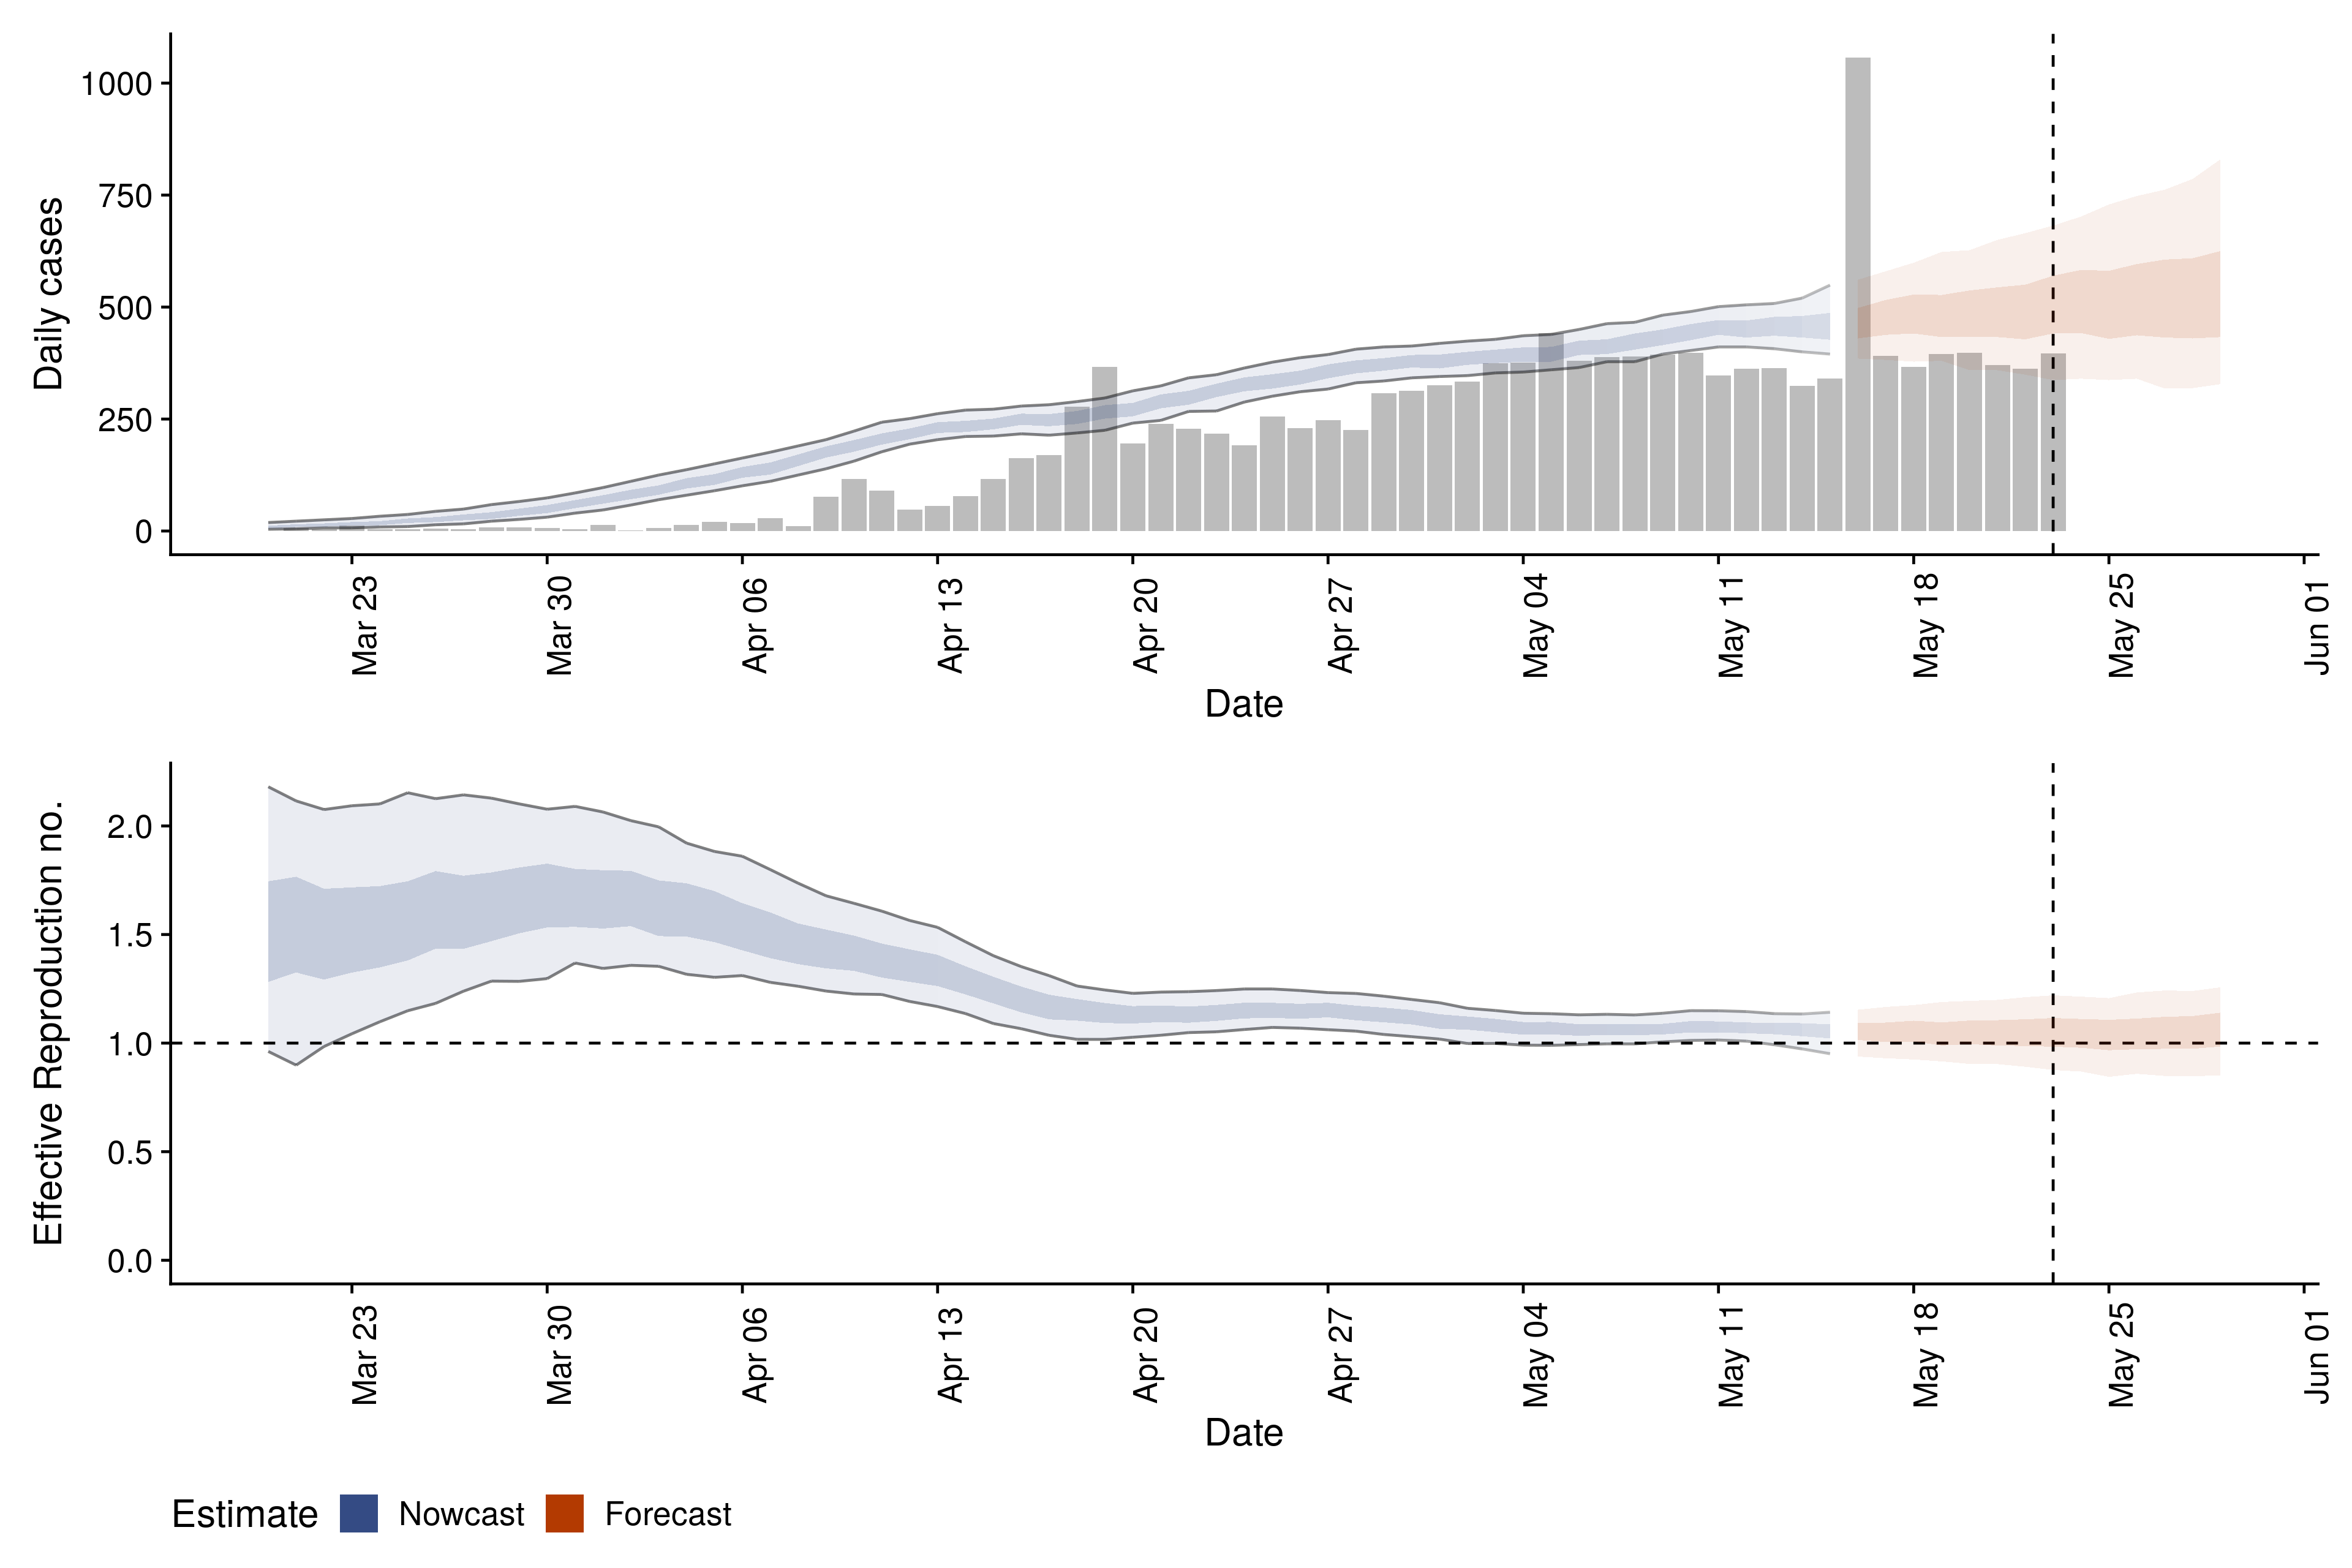 Daily cases
1000
750
500
250
0
Mar 23
Mar 30
Apr 06
Apr 13
Apr 20
Apr 27
May 04
May 11
May 18
May 25
Jun 01
Date
Effective Reproduction no.
2.0
1.5
1.0
0.5
0.0
Mar 23
Mar 30
Apr 06
Apr 13
Apr 20
Apr 27
May 04
May 11
May 18
May 25
Jun 01
Date
Estimate Nowcast Forecast